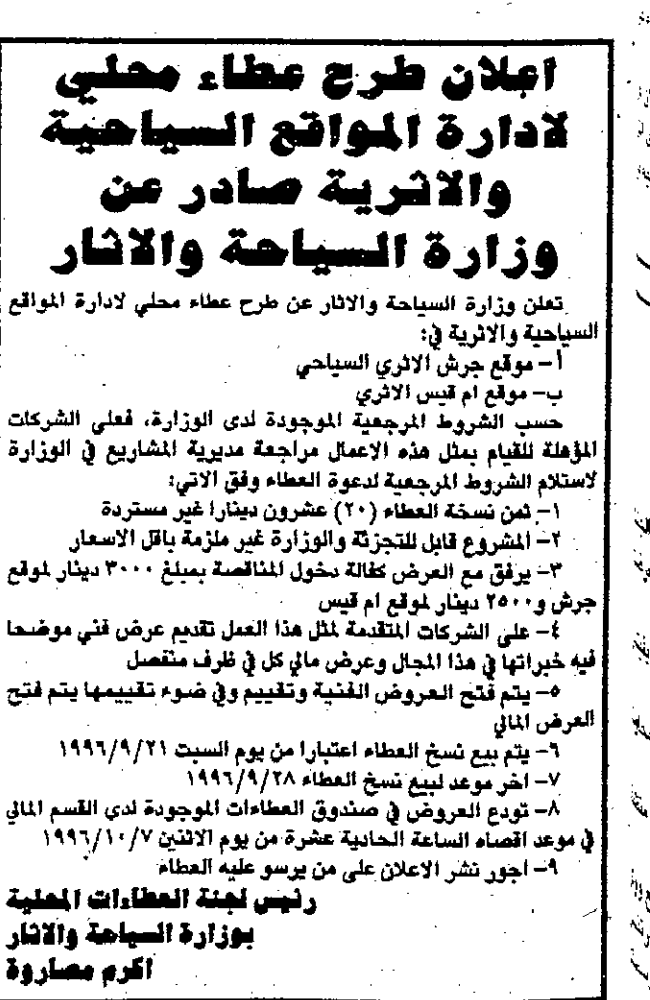 اعلان طرح عطاء محلي
لادارة المواقع السياحية
والاثرية صادر عن
وزارة السياحة والاثار
تعلن وزارة السياحة والاثار عن طرح عطاء محلي لادارة المواقع
السياحية والاثرية في:
أ- موقع جرش الاثري السياحي
ب- موقع ام قيس الاثري
حسب الشروط المرجعية الموجودة لدى الوزارة، فعلى الشركات
المؤهلة للقيام بمثل هذه الاعمال مراجعة مديرية المشاريع في الوزارة
لاستلام الشروط المرجعية لدعوة العطاء وفق الاتي:
١- ثمن نسخة العطاء (٢٠) عشرون دينارا غير مستردة
٢- المشروع قابل للتجزئة والوزارة غير ملزمة باقل الاسعار
٣- يرفق مع العرض كفالة دخول المناقصة بمبلغ ٣٠٠٠ دينار لموقع
جرش و٢٥٠٠ دينار لموقع ام قيس
٤- على الشركات المتقدمة لمثل هذا العمل تقديم عرض فني موضحا
فيه خبراتها في هذا المجال وعرض مالي كل في ظرف منفصل
٥- يتم فتح العروض الفنية وتقييم وفي ضوء تقييمها يتم فتح
العرض المالي
٦- يتم بيع نسخ العطاء اعتبارا من يوم السبت ١٩٩٦/٩/٢١
٧- اخر موعد لبيع نسخ العطاء ١٩٩٦/٩/٢٨
٨- تودع العروض في صندوق العطاءات الموجودة لدى القسم المالي
في موعد اقصاه الساعة الحادية عشرة من يوم الاثنين ١٩٩٦/١٠/٧
٩- اجور نشر الاعلان على من يرسو عليه العطاء
رئيس لجنة العطاءات المحلية
بوزارة السياحة والاثار
اكرم مصاروة